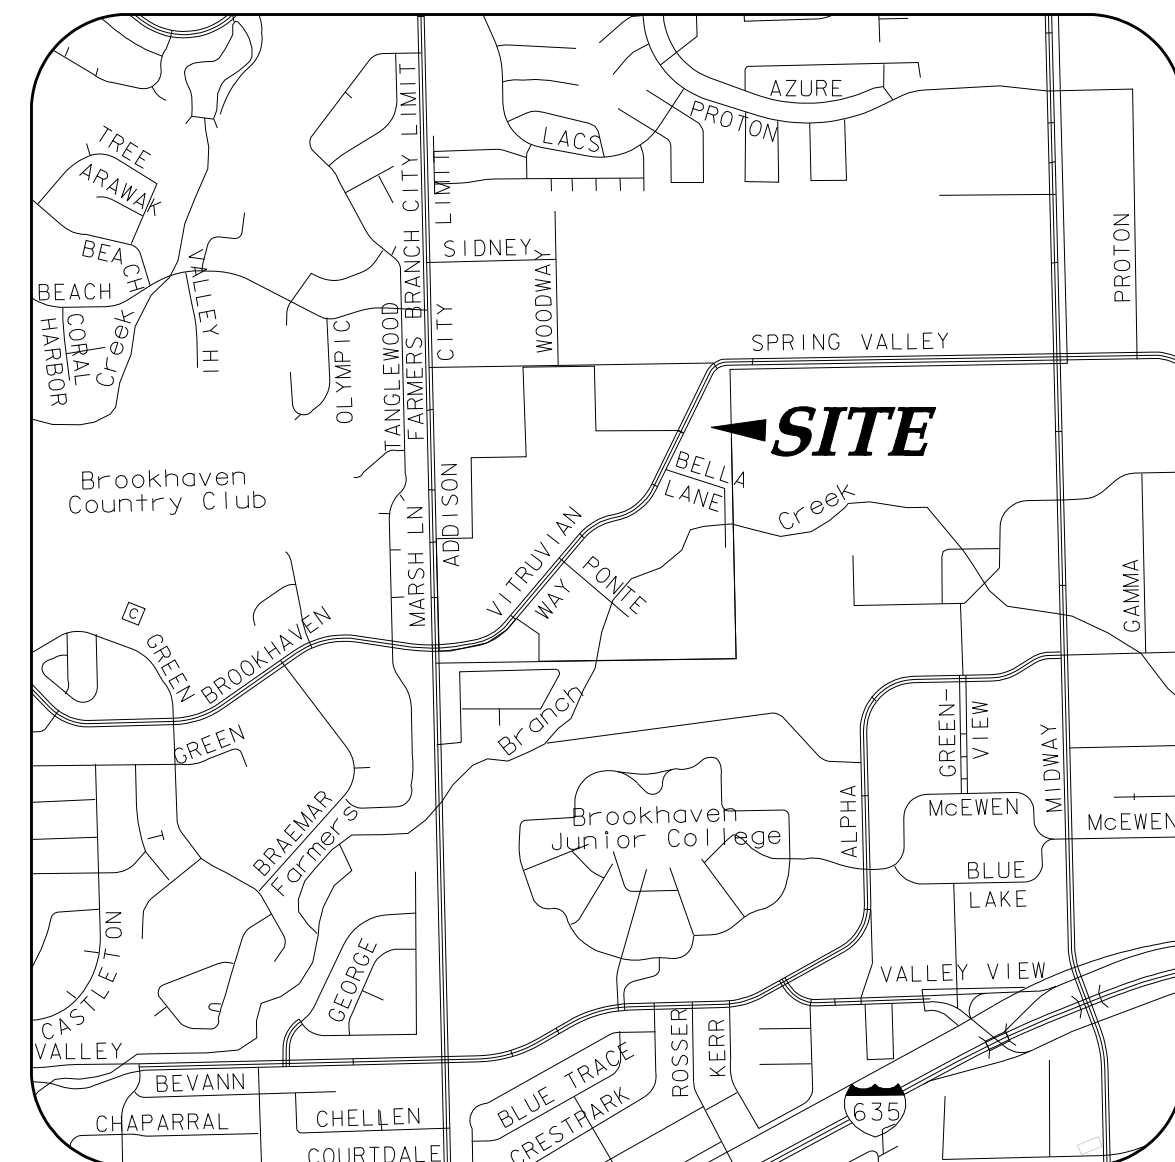 AZURE
PROTON
LACS
TREE
ARAWAK
BEACH
BEACH
HARBOR
CORAL
Creek
VALLEY HI
OLYMPIC
TANGLEWOOD
FARMERS BRANCH CITY LIMIT
ADDISON CITY LIMIT
SIDNEY
WOODWAY
PROTON
SPRING VALLEY
SITE
BELLA
LANE
Brookhaven
Country Club
MARSH LN
VITRUVIAN
WAY
PONTE
Creek
GAMMA
C
GREEN
BROOKHAVEN
GREEN
Branch
GREEN-
VIEW
MIDWAY
ALPHA
McEWEN
McEWEN
Brookhaven
Junior College
BRAEMAR
Farmers
T
BLUE
LAKE
CASTLETON
GEORGE
VALLEY VIEW
VALLEY
BEVANN
BLUE TRACE
ROSSER
KERR
CHAPARRAL
CHELLEN
CRESTPARK
635
COURTDALE